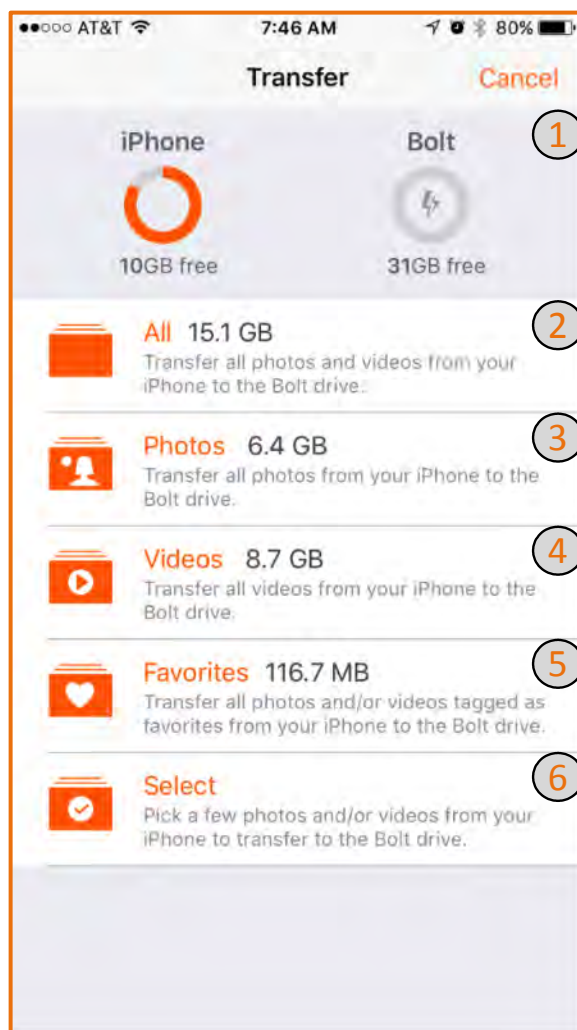 AT&T 7:46 AM 80%
Transfer Cancel
1
iPhone Bolt
10GB free 31GB free
2
All 15.1 GB
Transfer all photos and videos from your
iPhone to the Bolt drive.
3
Photos 6.4 GB
Transfer all photos from your iPhone to the
Bolt drive.
4
Videos 8.7 GB
Transfer all videos from your iPhone to the
Bolt drive.
5
Favorites 116.7 MB
Transfer all photos and/or videos tagged as
favorites from your iPhone to the Bolt drive.
6
Select
Pick a few photos and/or videos from your
iPhone to transfer to the Bolt drive.